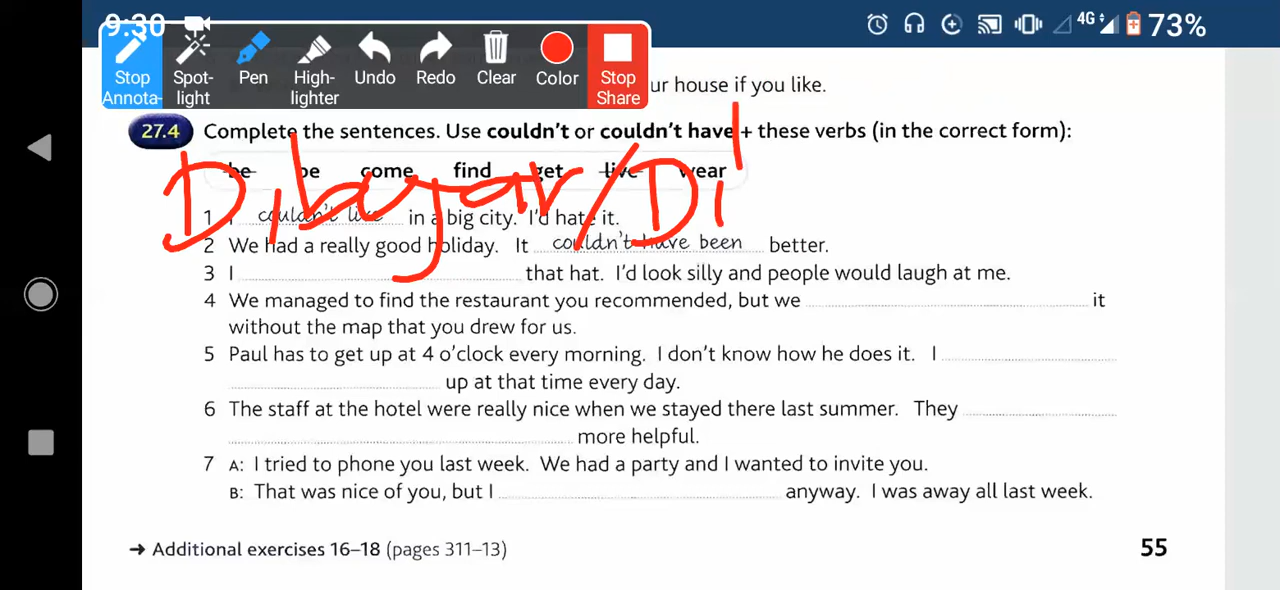 9:30 4G 73%
Stop Annota- Spot-light Pen High-lighter Undo Redo Clear Color Stop Share
ur house if you like.
27.4 Complete the sentences. Use couldn't or couldn't have + these verbs (in the correct form):
be be come find get live wear
Dibagar/Di
1 I couldn't live in a big city. I'd hate it.
2 We had a really good holiday. It couldn't have been better.
3 I that hat. I'd look silly and people would laugh at me.
4 We managed to find the restaurant you recommended, but we it
without the map that you drew for us.
5 Paul has to get up at 4 o'clock every morning. I don't know how he does it. I
up at that time every day.
6 The staff at the hotel were really nice when we stayed there last summer. They
more helpful.
7 A: I tried to phone you last week. We had a party and I wanted to invite you.
B: That was nice of you, but I anyway. I was away all last week.
→ Additional exercises 16–18 (pages 311–13)
55